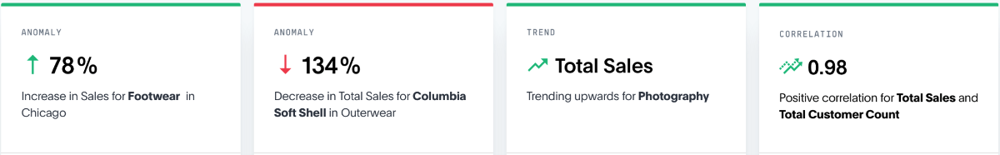 ANOMALY
78%
Increase in Sales for Footwear in
Chicago
ANOMALY
134%
Decrease in Total Sales for Columbia
Soft Shell in Outerwear
TREND
Total Sales
Trending upwards for Photography
CORRELATION
0.98
Positive correlation for Total Sales and
Total Customer Count